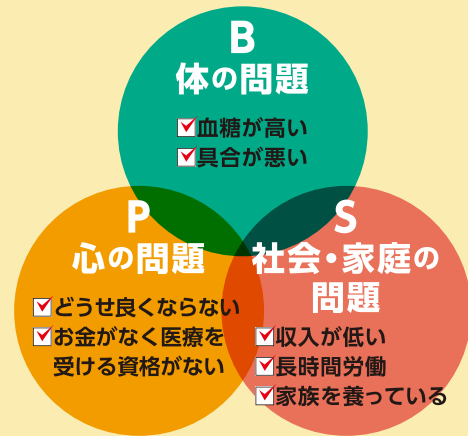 B
体の問題
血糖が高い
具合が悪い
P
心の問題
どうせ良くならない
お金がなく医療を
受ける資格がない
S
社会・家庭の
問題
収入が低い
長時間労働
家族を養っている